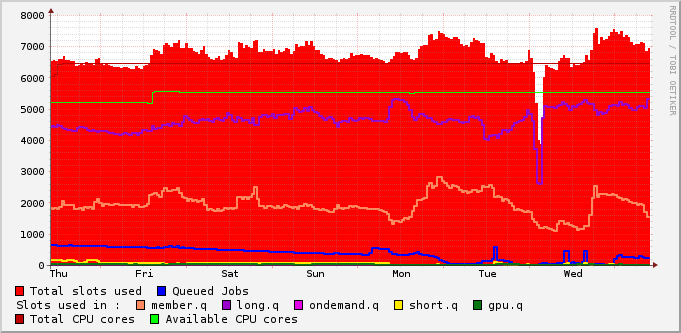 8000
7000
6000
5000
4000
3000
2000
1000
0
Thu Fri Sat Sun Mon Tue Wed
Total slots used Queued Jobs
Slots used in : member.q long.q ondemand.q short.q gpu.q
Total CPU cores Available CPU cores
RRDTOOL / TOBI OETIKER